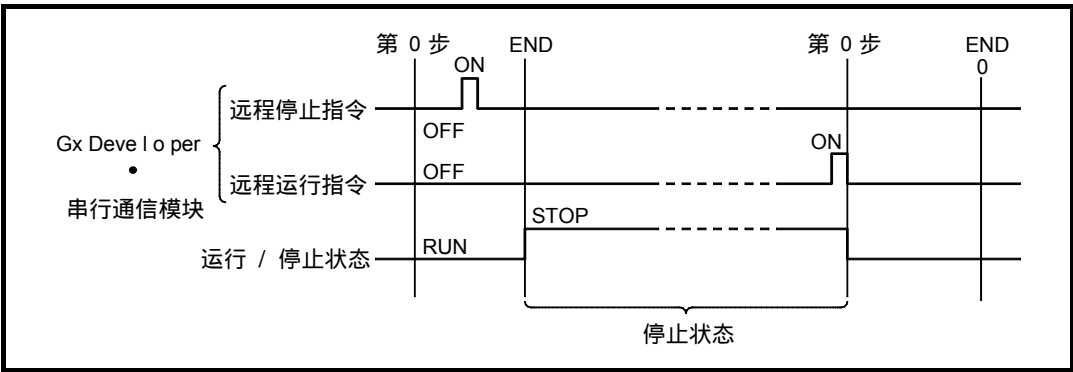 第 0 步
END
第 0 步
END
0
ON
远程停止指令
OFF
Gx Deve l o per
ON
OFF
远程运行指令
•
串行通信模块
STOP
RUN
运行 / 停止状态
停止状态